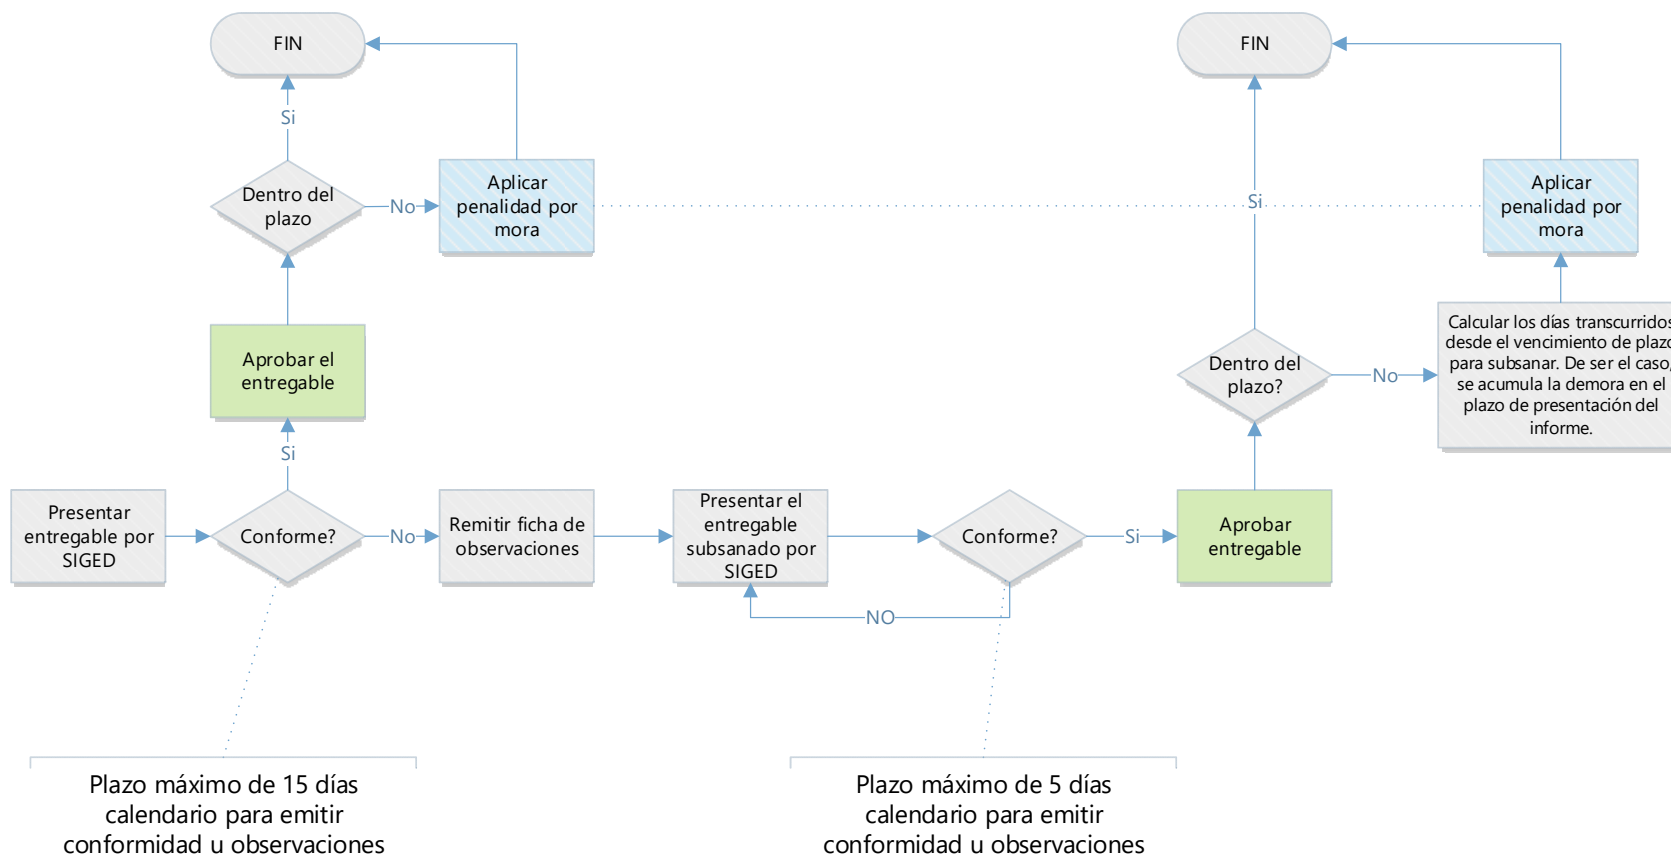 FIN
FIN
Si
Dentro del
plazo
No
Aplicar
penalidad por
mora
Si
Aplicar
penalidad por
mora
Aprobar el
entregable
Dentro del
plazo?
No
Calcular los días transcurridos
desde el vencimiento de plazo
para subsanar. De ser el caso,
se acumula la demora en el
plazo de presentación del
informe.
Si
Presentar
entregable por
SIGED
Conforme?
No
Remitir ficha de
observaciones
Presentar el
entregable
subsanado por
SIGED
Conforme?
Si
Aprobar
entregable
NO
Plazo máximo de 15 días
calendario para emitir
conformidad u observaciones
Plazo máximo de 5 días
calendario para emitir
conformidad u observaciones